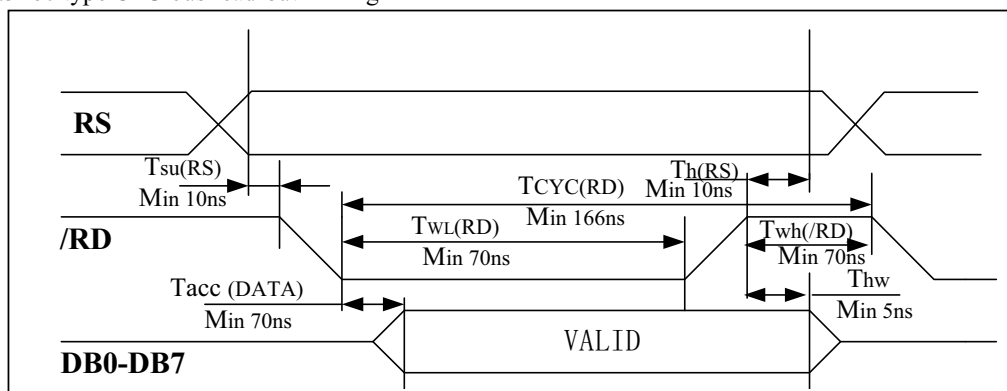 RS
Tsu(RS)
Min 10ns
Th(RS)
Min 10ns
TCYC(RD)
Min 166ns
/RD
TWL(RD)
Min 70ns
Twh(/RD)
Min 70ns
Tacc (DATA)
Min 70ns
Thw
Min 5ns
VALID
DB0-DB7